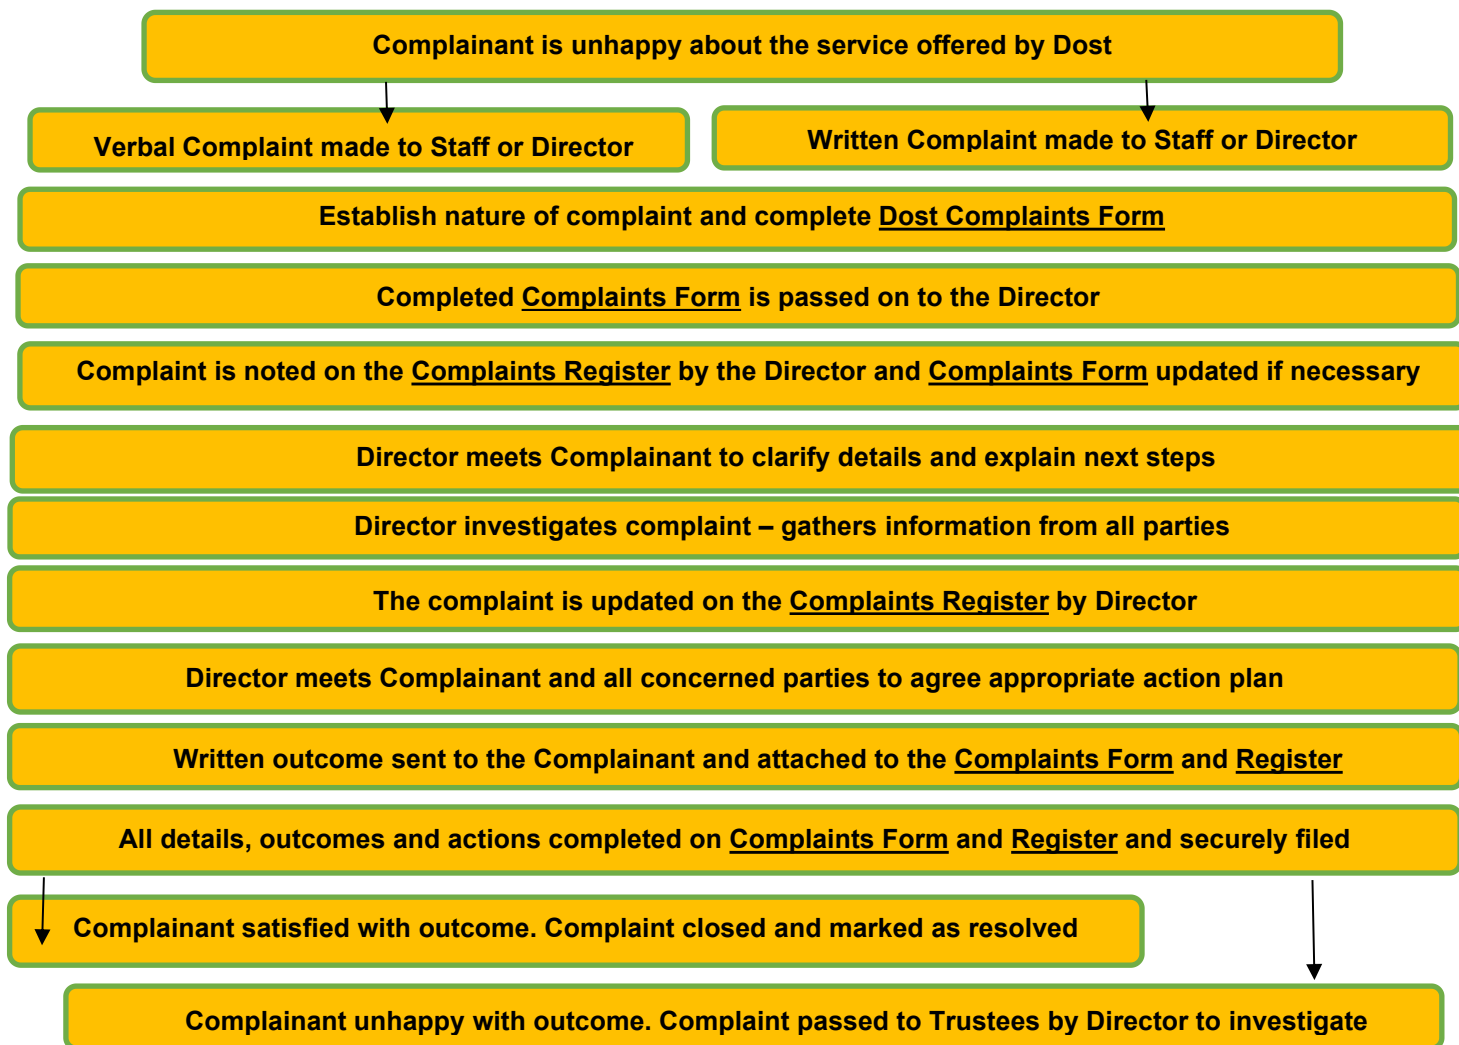 Complainant is unhappy about the service offered by Dost
Verbal Complaint made to Staff or Director
Written Complaint made to Staff or Director
Establish nature of complaint and complete Dost Complaints Form
Completed Complaints Form is passed on to the Director
Complaint is noted on the Complaints Register by the Director and Complaints Form updated if necessary
Director meets Complainant to clarify details and explain next steps
Director investigates complaint – gathers information from all parties
The complaint is updated on the Complaints Register by Director
Director meets Complainant and all concerned parties to agree appropriate action plan
Written outcome sent to the Complainant and attached to the Complaints Form and Register
All details, outcomes and actions completed on Complaints Form and Register and securely filed
Complainant satisfied with outcome. Complaint closed and marked as resolved
Complainant unhappy with outcome. Complaint passed to Trustees by Director to investigate